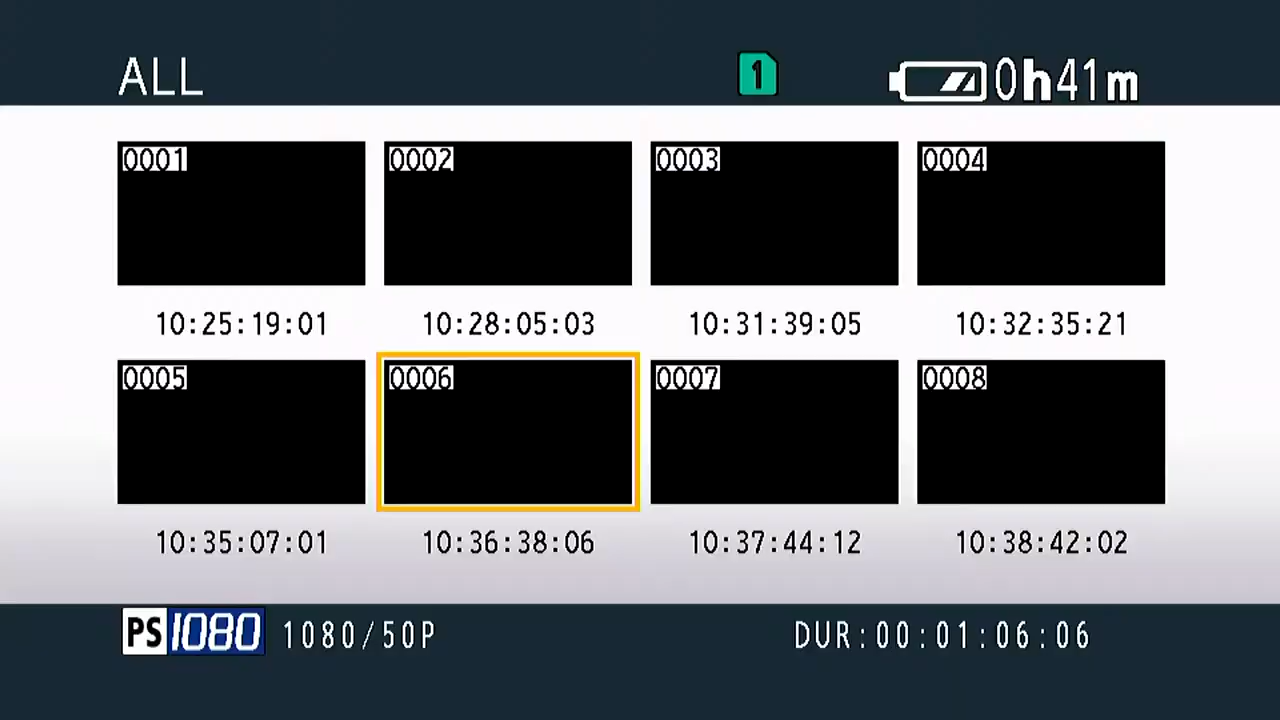 ALL 1 0h41m
0001 0002 0003 0004
10:25:19:01 10:28:05:03 10:31:39:05 10:32:35:21
0005 0006 0007 0008
10:35:07:01 10:36:38:06 10:37:44:12 10:38:42:02
PS 1080 1080/50P DUR:00:01:06:06